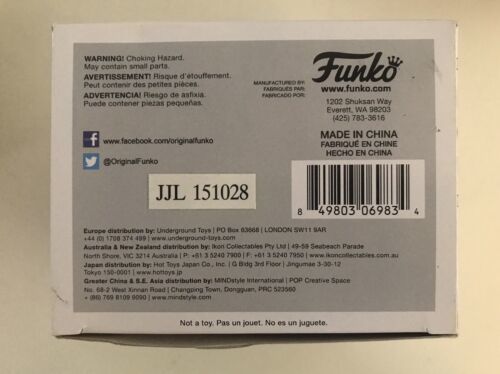 WARNING! Choking Hazard.
May contain small parts.
AVERTISSEMENT! Risque d'étouffement.
Peut contenir des petites pièces.
ADVERTENCIA! Riesgo de asfixia.
Puede contener piezas pequeñas.
MANUFACTURED BY:
FABRIQUÉS PAR:
FABRICADO POR:
Funko
www.funko.com
1202 Shuksan Way
Everett, WA 98203
(425) 783-3616
MADE IN CHINA
FABRIQUÉ EN CHINE
HECHO EN CHINA
www.facebook.com/originalfunko
@OriginalFunko
JJL 151028
8 49803 06983 4
Europe distribution by: Underground Toys | PO Box 63668 | LONDON SW11 9AR
+44 (0) 1708 374 499 | www.underground-toys.com
Australia & New Zealand distribution by: Ikon Collectables Pty Ltd | 49-59 Seabeach Parade
North Shore, VIC 3214 Australia | P: +61 3 5240 7900 | F: +61 3 5240 7950 | www.ikoncollectables.com.au
Japan distribution by: Hot Toys Japan Co., Inc. | G Bldg 3rd Floor | Jingumae 3-30-12
Tokyo 150-0001 | www.hottoys.jp
Greater China & S.E. Asia distribution by: MINDstyle International | POP Creative Space
No. 68-2 West Xinnan Road | Changping Town, Dongguan, PRC 523560
+ (86) 769 8109 9090 | www.mindstyle.com
Not a toy. Pas un jouet. No es un juguete.